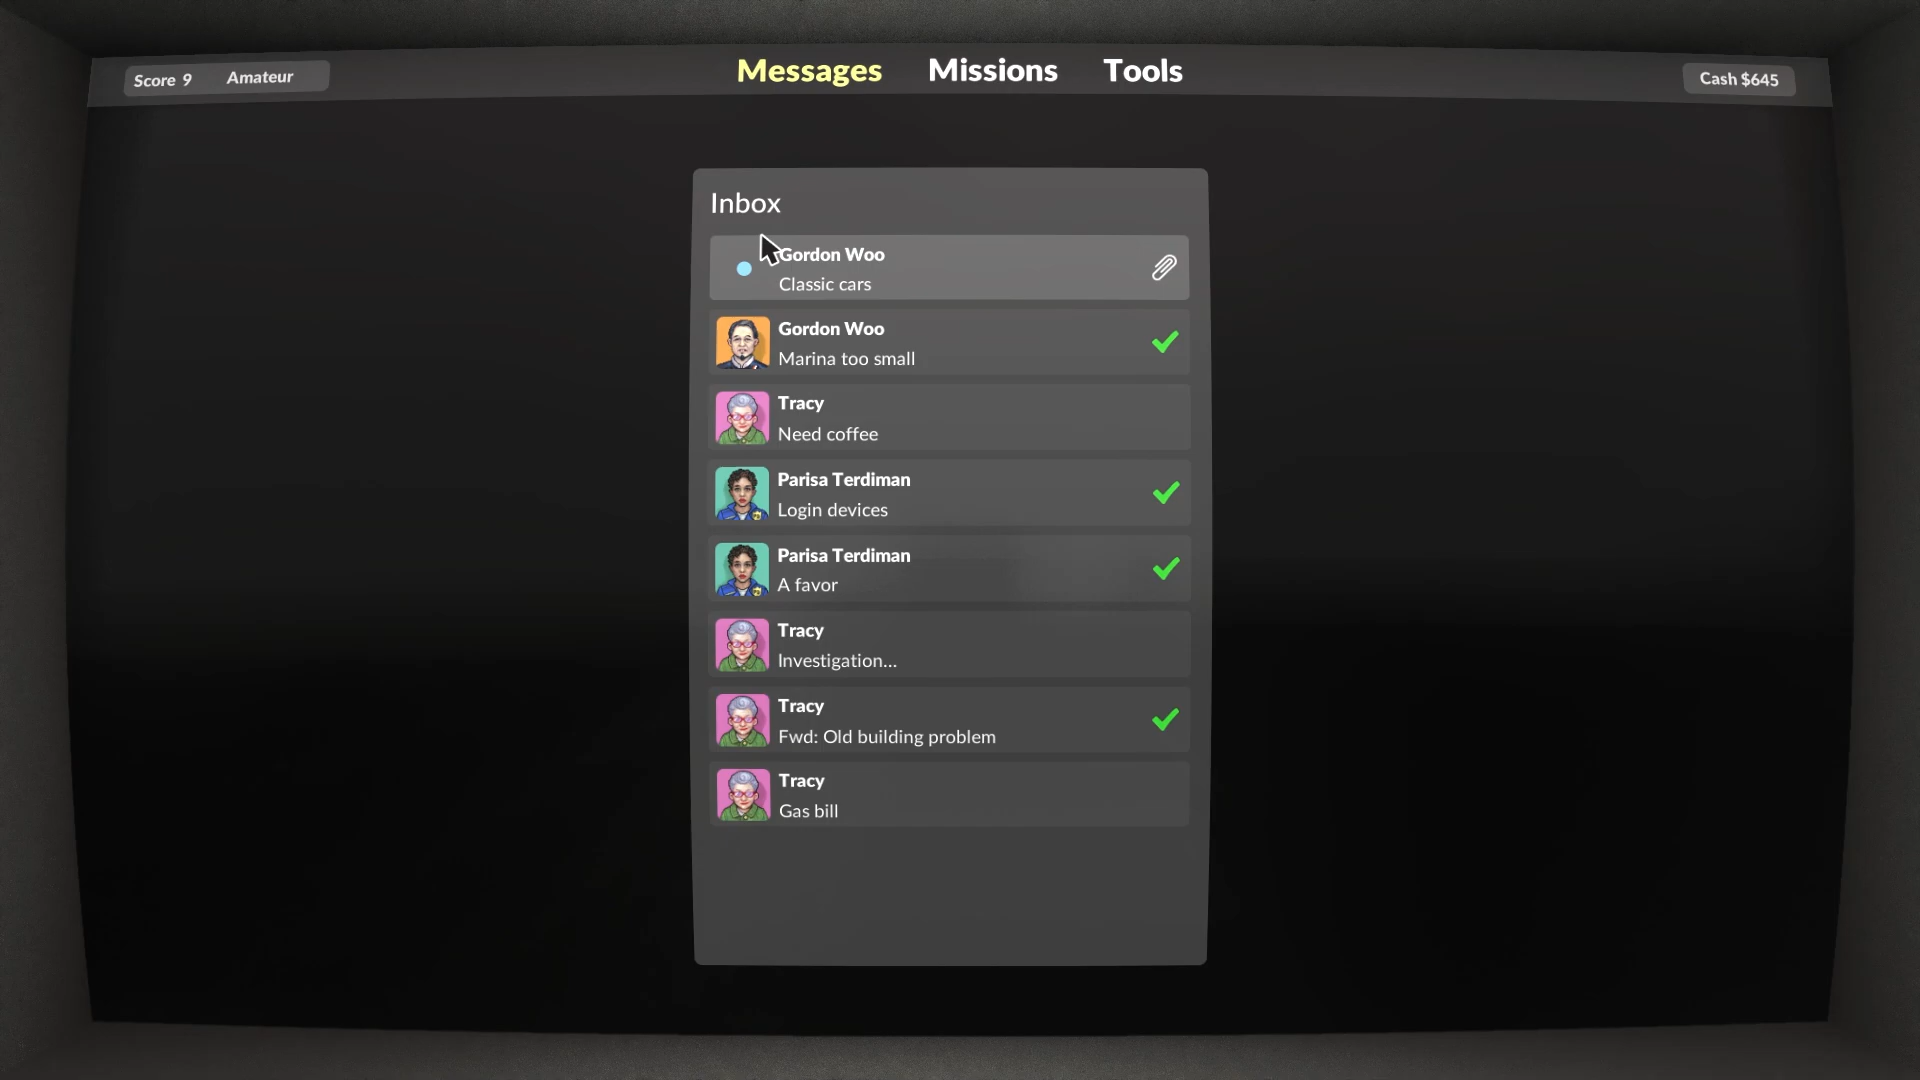 Score 9 Amateur
Messages Missions Tools
Cash $645
Inbox
Gordon Woo
Classic cars
Gordon Woo
Marina too small
Tracy
Need coffee
Parisa Terdiman
Login devices
Parisa Terdiman
A favor
Tracy
Investigation...
Tracy
Fwd: Old building problem
Tracy
Gas bill